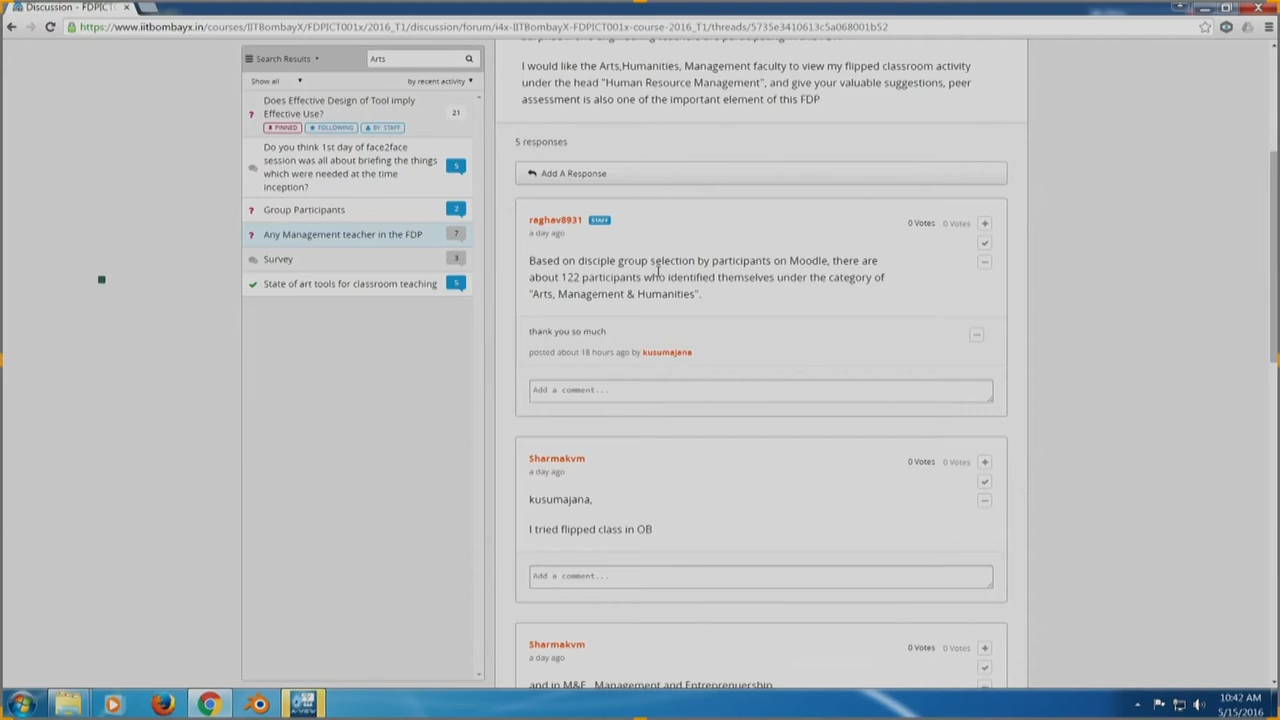 Discussion - FDPICT001x
https://www.iitbombayx.in/courses/IITBombayX/FDPICT001x/2016_T1/discussion/forum/i4x-IITBombayX-FDPICT001x-course-2016_T1/threads/5735e3410613c5a068001b52
Search Results
Arts
Show all
by recent activity
Does Effective Design of Tool imply
Effective Use?
21
PINNED
FOLLOWING
BY: STAFF
Do you think 1st day of face2face
session was all about briefing the things
which were needed at the time
inception?
5
Group Participants
2
Any Management teacher in the FDP
7
Survey
3
State of art tools for classroom teaching
5
I would like the Arts,Humanities, Management faculty to view my flipped classroom activity
under the head "Human Resource Management", and give your valuable suggestions, peer
assessment is also one of the important element of this FDP
5 responses
Add A Response
raghav8931 STAFF
a day ago
0 Votes 0 Votes
Based on disciple group selection by participants on Moodle, there are
about 122 participants who identified themselves under the category of
"Arts, Management & Humanities".
thank you so much
posted about 18 hours ago by kusumajana
Add a comment...
Sharmakvm
a day ago
0 Votes 0 Votes
kusumajana,
I tried flipped class in OB
Add a comment...
Sharmakvm
a day ago
0 Votes 0 Votes
and in M&E Management and Entrepreneurship
10:42 AM
5/15/2016